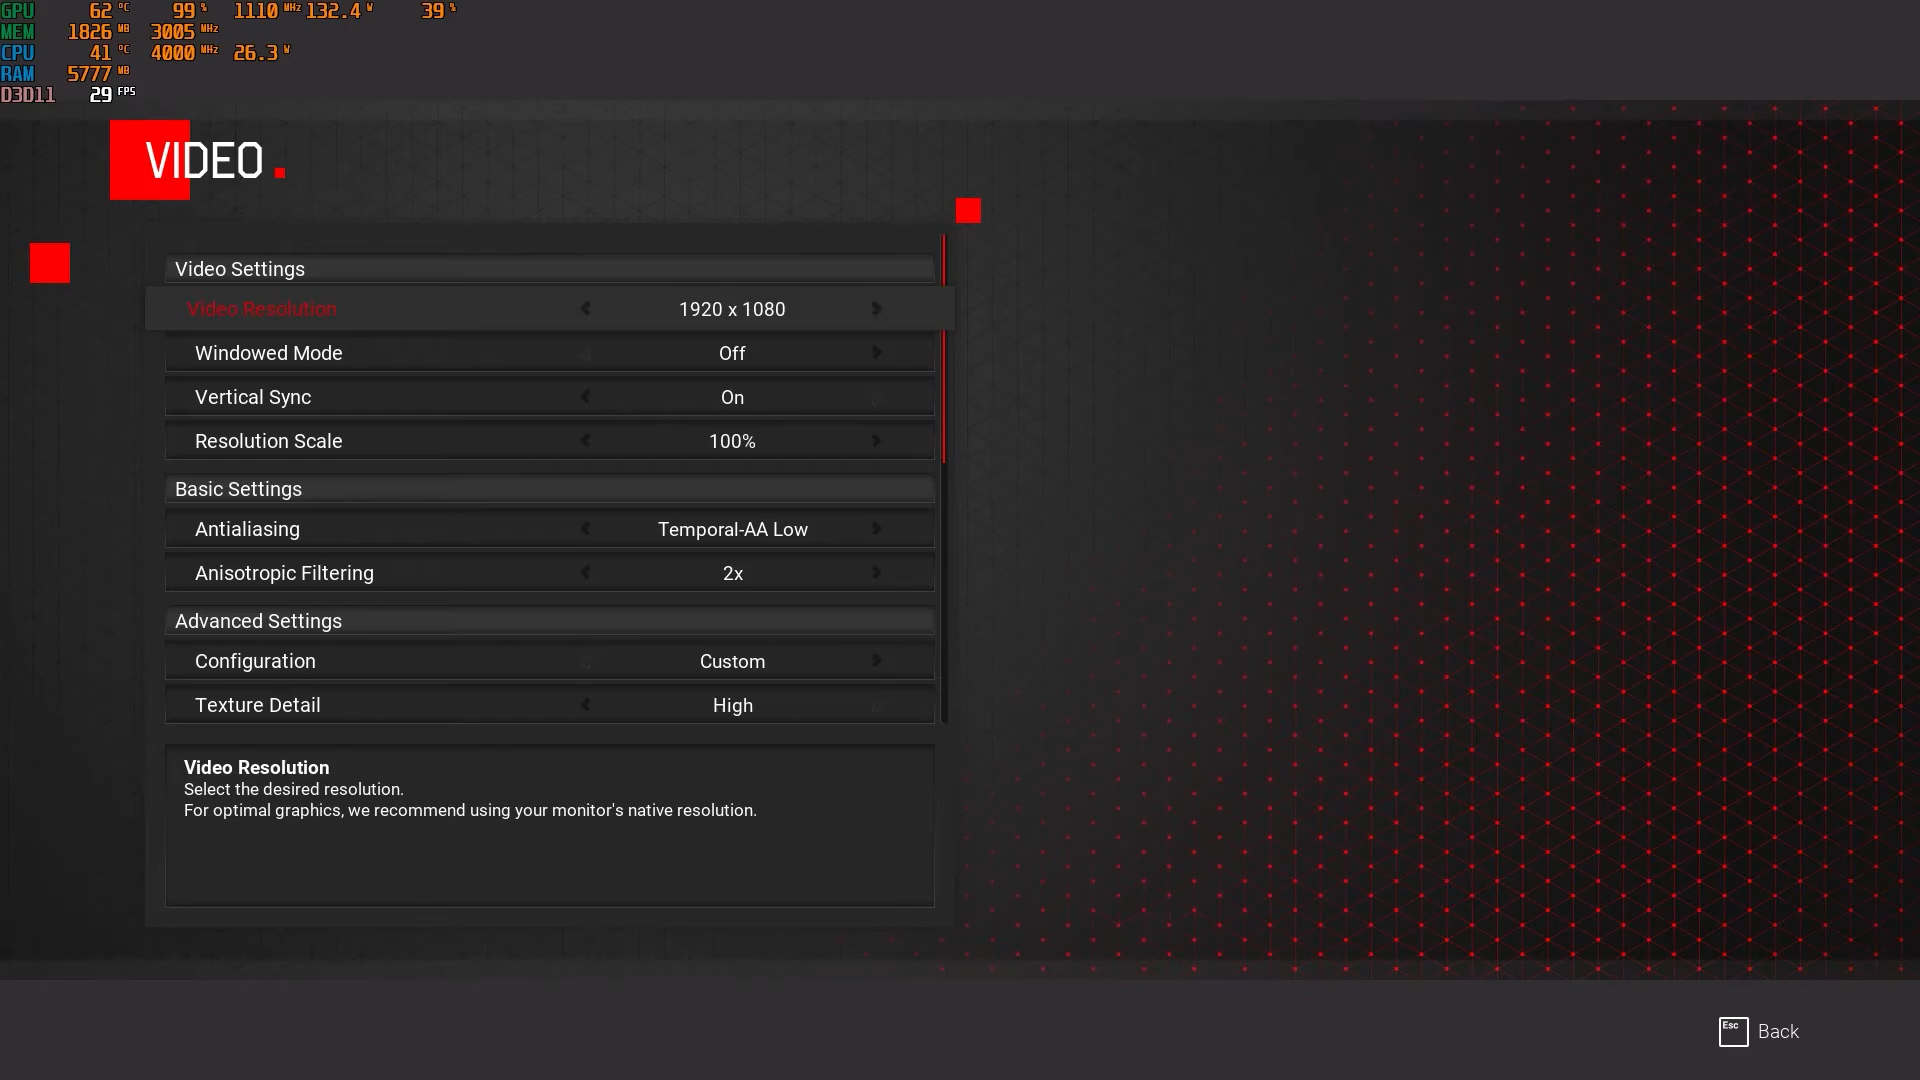 GPU 62 °C 99 % 1110 MHz 132.4 W 39 %
MEM 1826 MB 3005 MHz
CPU 41 °C 4000 MHz 26.3 W
RAM 5777 MB
D3D11 29 FPS
VIDEO.
Video Settings
Video Resolution 1920 x 1080
Windowed Mode Off
Vertical Sync On
Resolution Scale 100%
Basic Settings
Antialiasing Temporal-AA Low
Anisotropic Filtering 2x
Advanced Settings
Configuration Custom
Texture Detail High
Video Resolution
Select the desired resolution.
For optimal graphics, we recommend using your monitor's native resolution.
Esc Back